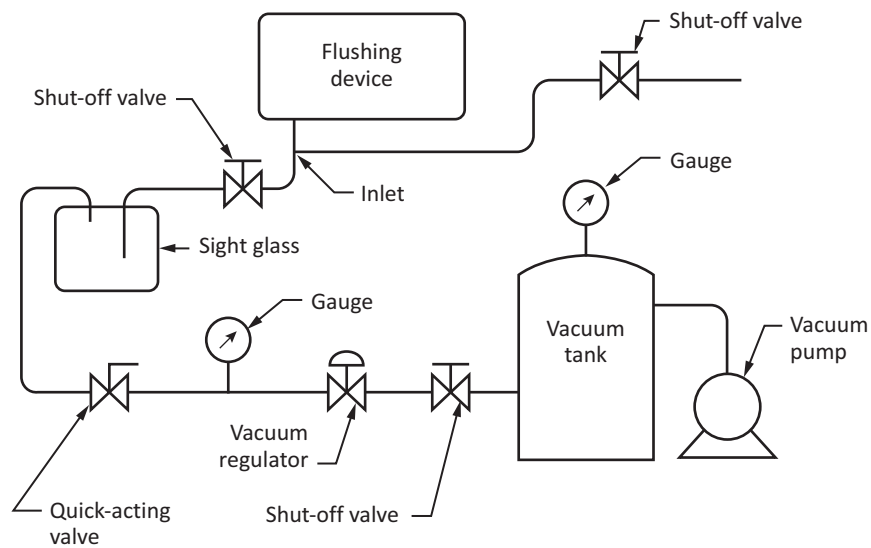 Shut-off valve
Flushing
device
Shut-off valve
Gauge
Inlet
Sight glass
Gauge
Vacuum
tank
Vacuum
pump
Vacuum
regulator
Quick-acting
valve
Shut-off valve